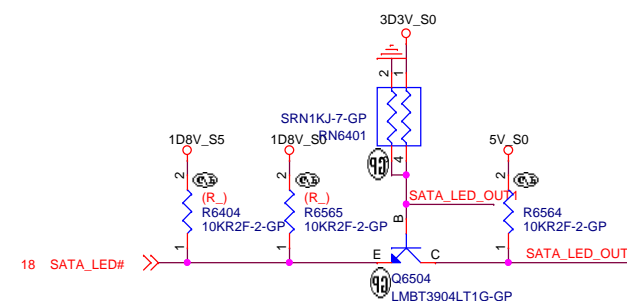 3D3V_S0
2
1
SRN1KJ-7-GP
RN6401
4
1D8V_S5
1D8V_S0
5V_S0
2
2
2
(R_)
(R_)
SATA_LED_OUT1
R6404
10KR2F-2-GP
R6565
10KR2F-2-GP
R6564
10KR2F-2-GP
B
1
1
1
18 SATA_LED#
E
C
SATA_LED_OUT
Q6504
LMBT3904LT1G-GP